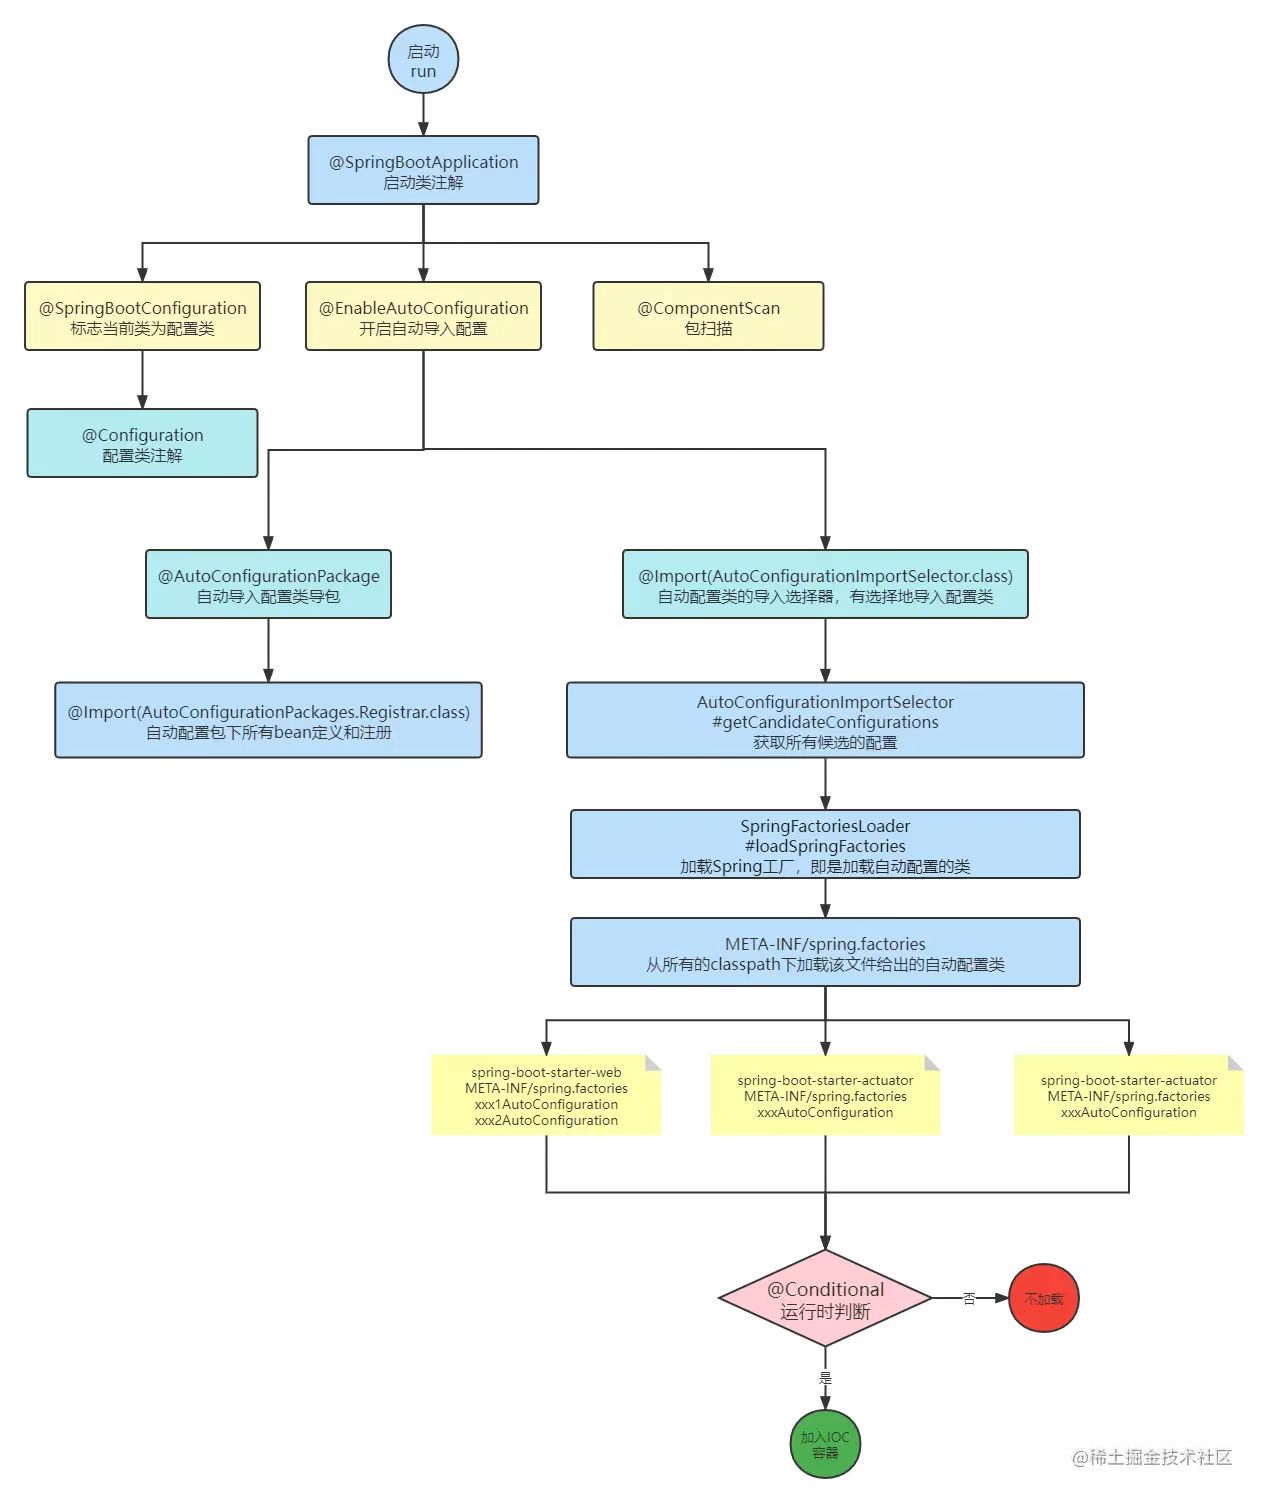 启动
run
@SpringBootApplication
启动类注解
@SpringBootConfiguration
标志当前类为配置类
@EnableAutoConfiguration
开启自动导入配置
@ComponentScan
包扫描
@Configuration
配置类注解
@AutoConfigurationPackage
自动导入配置类导包
@Import(AutoConfigurationImportSelector.class)
自动配置类的导入选择器，有选择地导入配置类
@Import(AutoConfigurationPackages.Registrar.class)
自动配置包下所有bean定义和注册
AutoConfigurationImportSelector
#getCandidateConfigurations
获取所有候选的配置
SpringFactoriesLoader
#loadSpringFactories
加载Spring工厂，即是加载自动配置的类
META-INF/spring.factories
从所有的classpath下加载该文件给出的自动配置类
spring-boot-starter-web
META-INF/spring.factories
xxx1AutoConfiguration
xxx2AutoConfiguration
spring-boot-starter-actuator
META-INF/spring.factories
xxxAutoConfiguration
spring-boot-starter-actuator
META-INF/spring.factories
xxxAutoConfiguration
@Conditional
运行时判断
否
不加载
是
加入IOC
容器
@稀土掘金技术社区